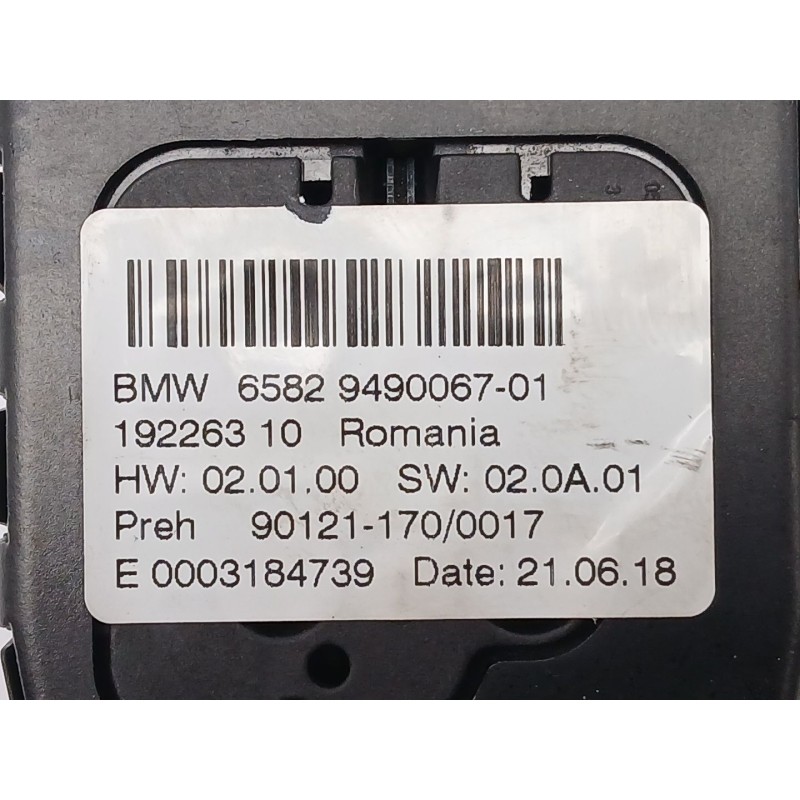 BMW 6582 9490067-01
192263 10 Romania
HW: 02.01.00 SW: 02.0A.01
Preh 90121-170/0017
E 0003184739 Date: 21.06.18